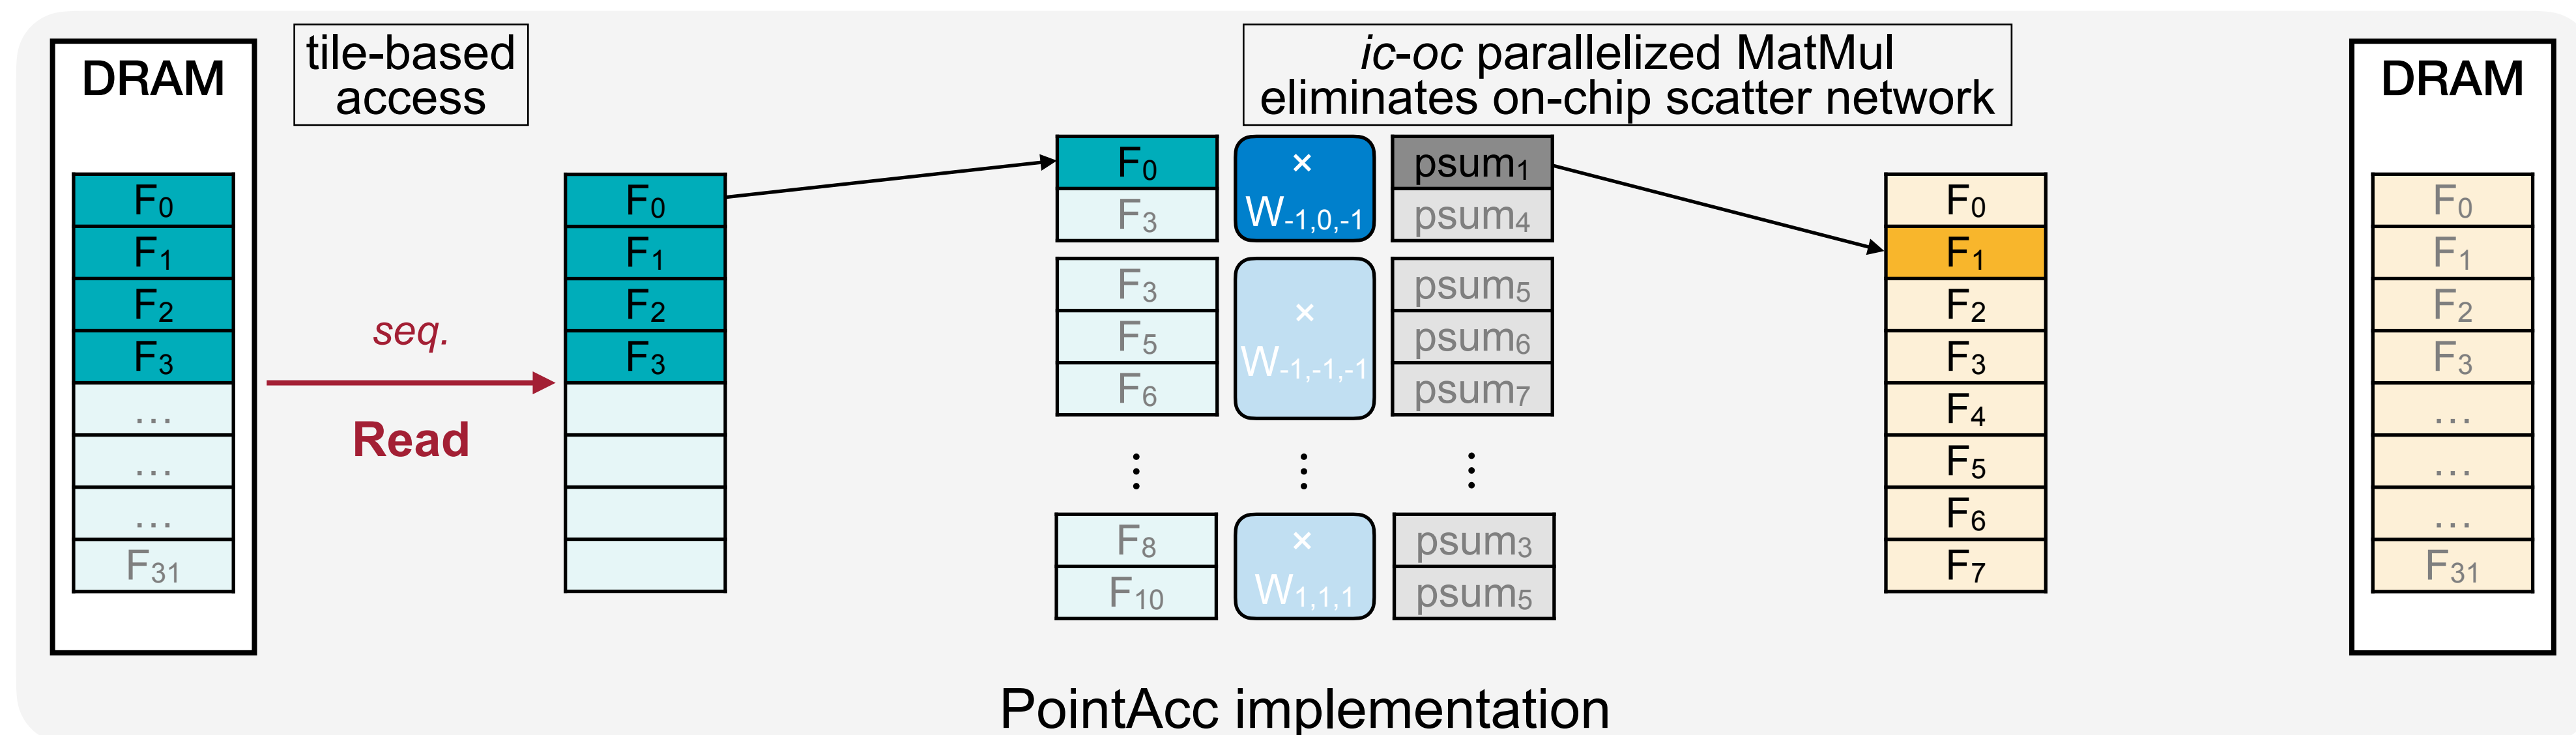 DRAM
F0
F1
F2
F3
...
...
...
F31
tile-based
access
seq.
Read
F0
F1
F2
F3
ic-oc parallelized MatMul
eliminates on-chip scatter network
F0
F3
×
W-1,0,-1
psum1
psum4
F3
F5
F6
×
W-1,-1,-1
psum5
psum6
psum7
⋮ ⋮ ⋮
F8
F10
×
W1,1,1
psum3
psum5
F0
F1
F2
F3
F4
F5
F6
F7
DRAM
F0
F1
F2
F3
...
...
...
F31
PointAcc implementation